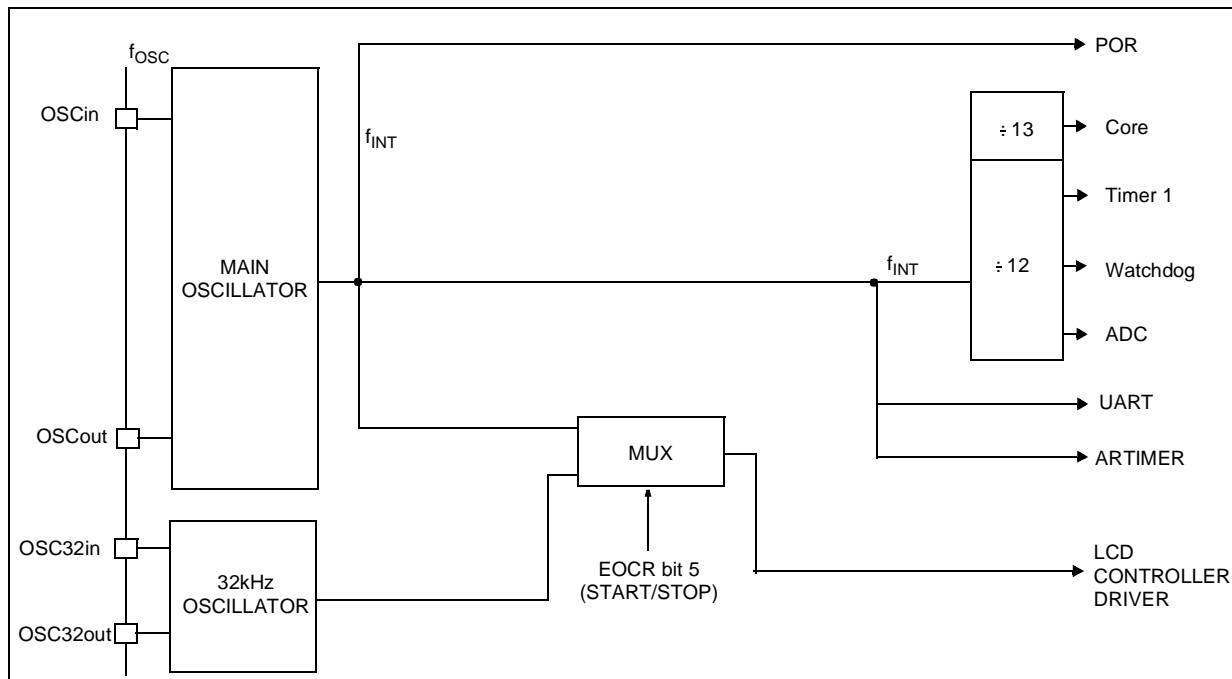 fOSC
POR
OSCin
÷13
Core
fINT
Timer 1
MAIN
OSCILLATOR
fINT
÷12
Watchdog
ADC
UART
OSCout
MUX
ARTIMER
OSC32in
32kHz
OSCILLATOR
EOCR bit 5
(START/STOP)
LCD
CONTROLLER
DRIVER
OSC32out